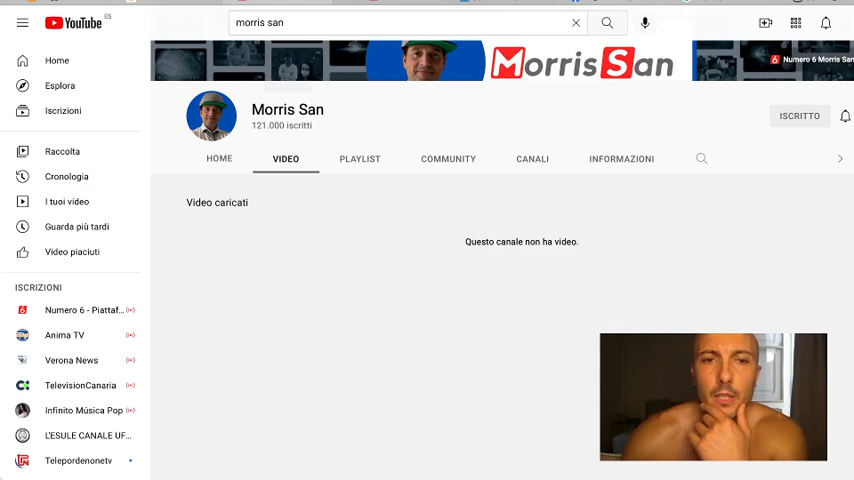 YouTube ES
morris san
MorrisSan
6 Numero 6 Morris San
Home
Esplora
Iscrizioni
Raccolta
Cronologia
I tuoi video
Guarda più tardi
Video piaciuti
ISCRIZIONI
6 Numero 6 - Piattaf...
Anima TV
Verona News
TelevisionCanaria
Infinito Música Pop
L'ESULE CANALE UF...
Telepordenonetv
Morris San
121.000 iscritti
ISCRITTO
HOME VIDEO PLAYLIST COMMUNITY CANALI INFORMAZIONI
Video caricati
Questo canale non ha video.